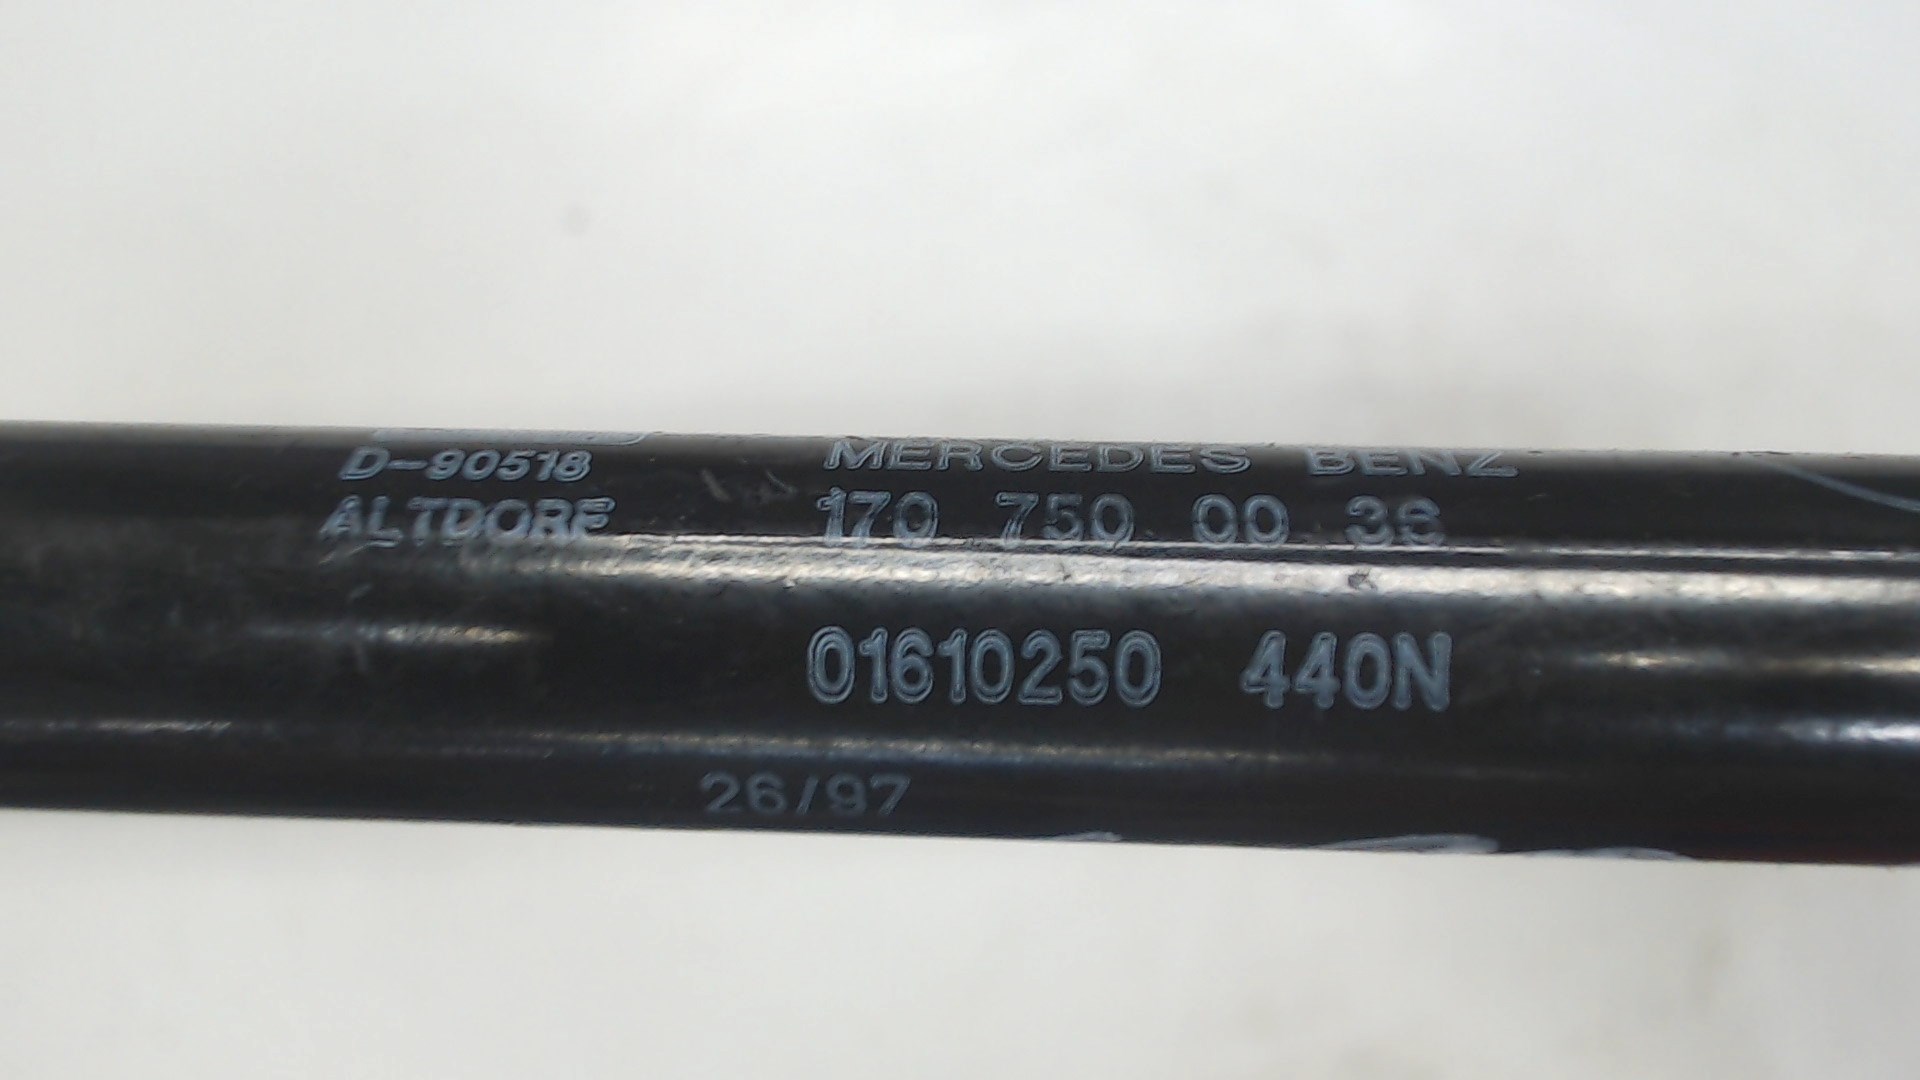 D-90518
ALTDORF
MERCEDES BENZ
170 750 00 36
01610250 440N
26/97